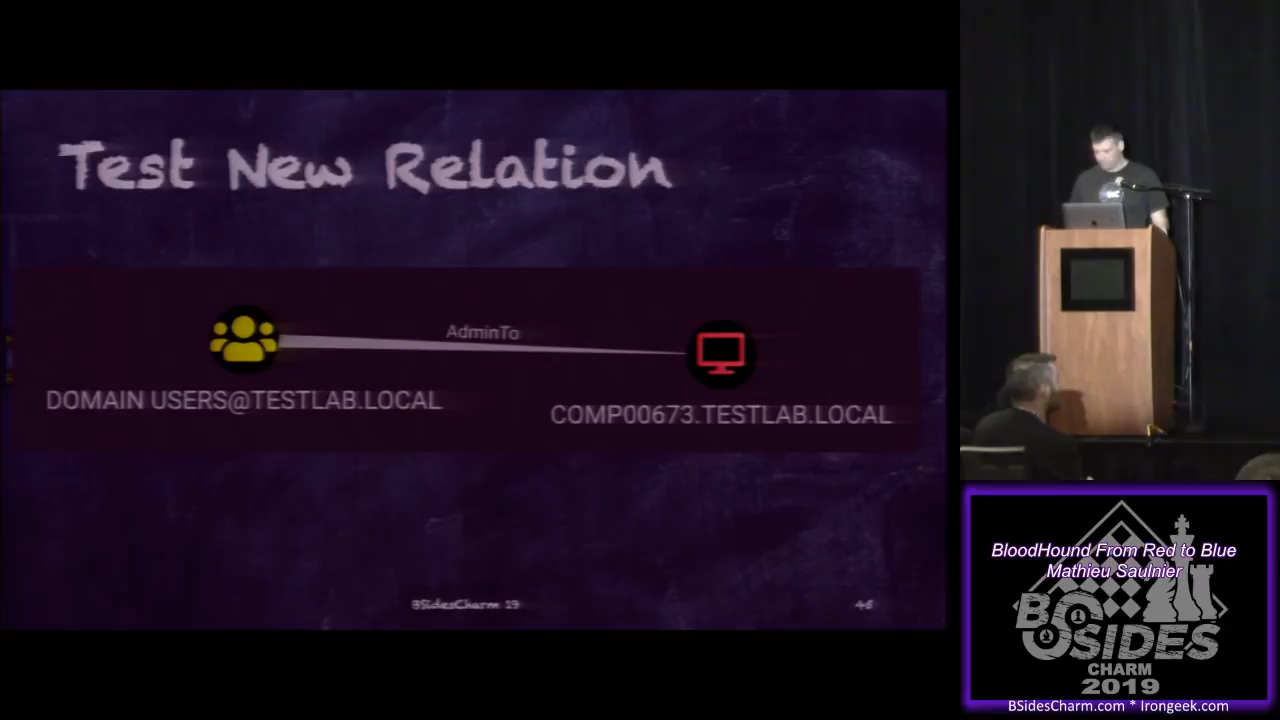 Test New Relation
AdminTo
DOMAIN USERS@TESTLAB.LOCAL
COMP00673.TESTLAB.LOCAL
BSidesCharm 19
46
BloodHound From Red to Blue
Mathieu Saulnier
BSIDES
CHARM
2019
BSidesCharm.com * Irongeek.com